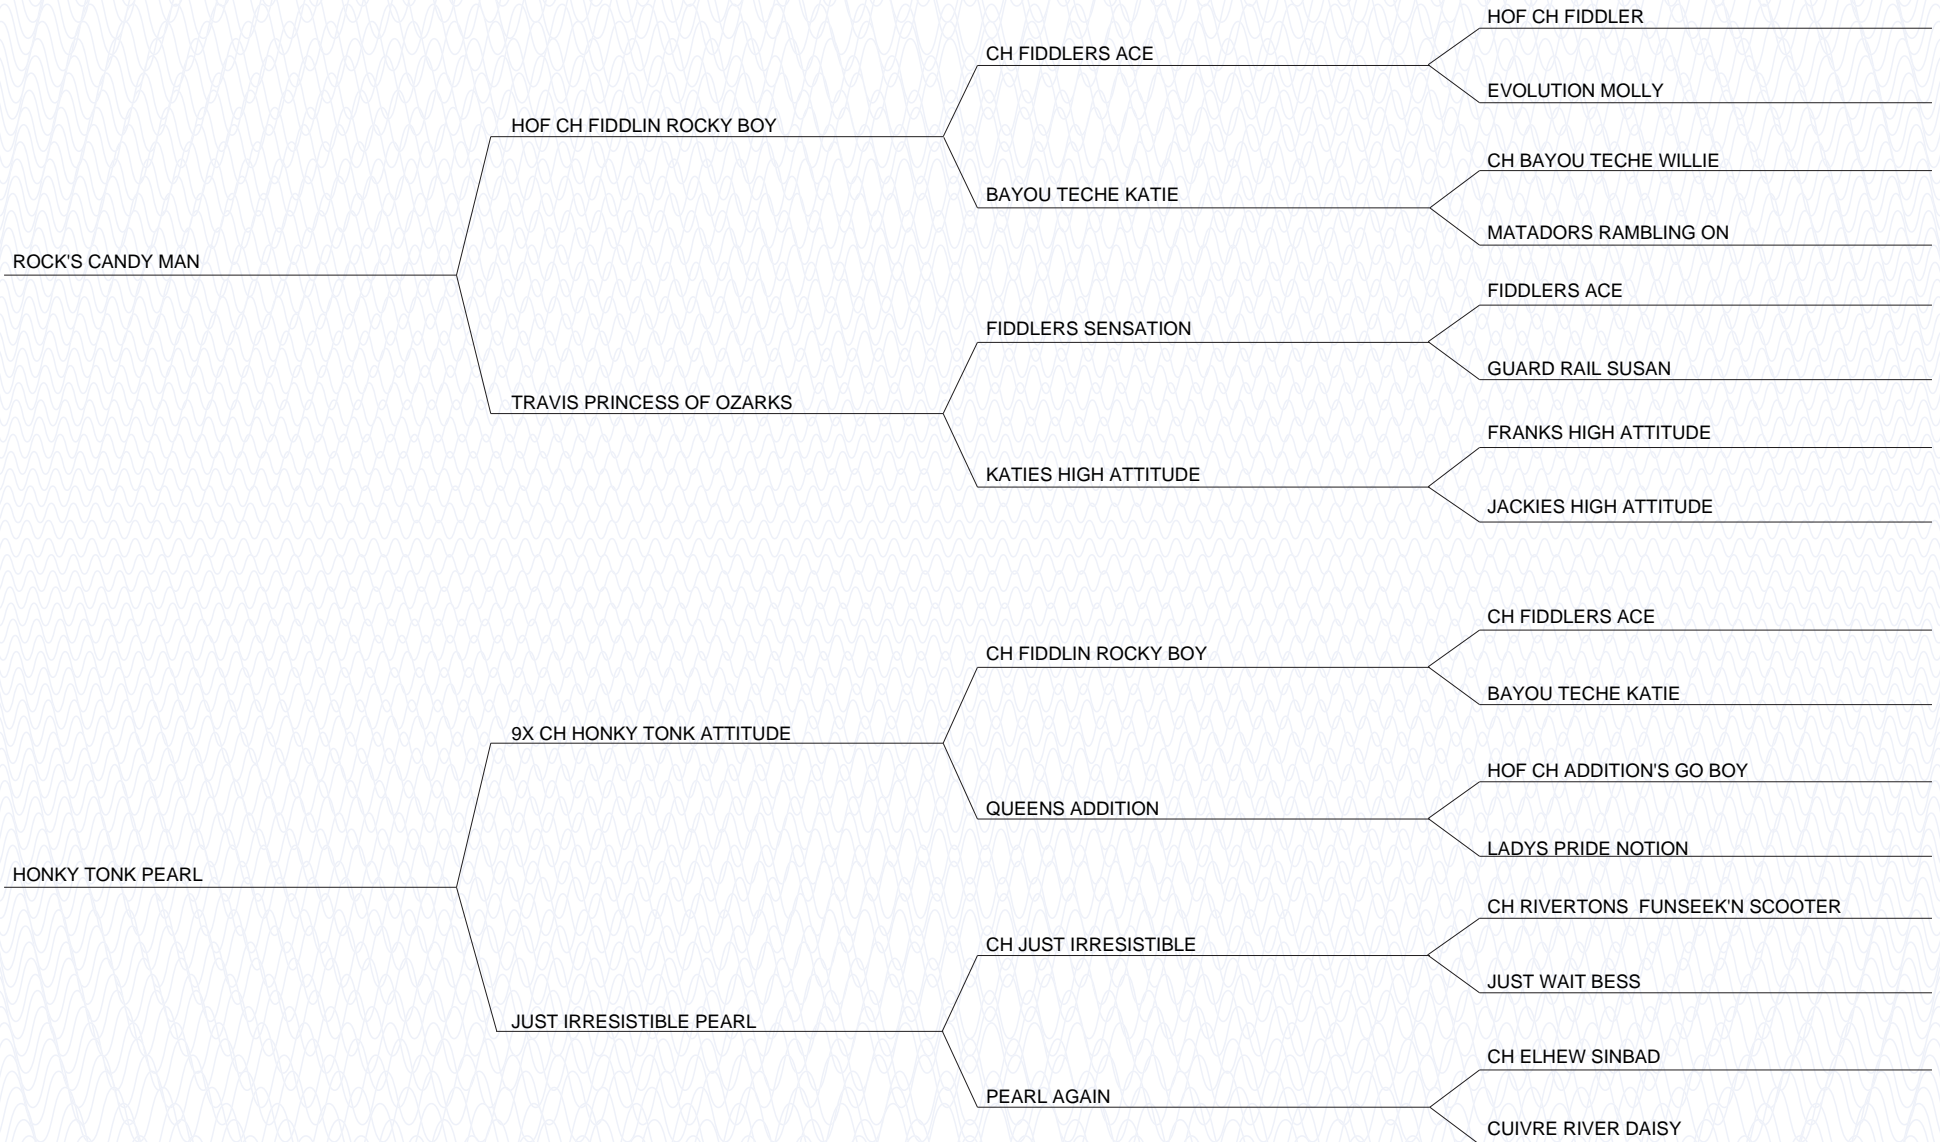 HOF CH FIDDLER
CH FIDDLERS ACE
EVOLUTION MOLLY
HOF CH FIDDLIN ROCKY BOY
CH BAYOU TECHE WILLIE
BAYOU TECHE KATIE
MATADORS RAMBLING ON
ROCK'S CANDY MAN
FIDDLERS ACE
FIDDLERS SENSATION
GUARD RAIL SUSAN
TRAVIS PRINCESS OF OZARKS
FRANKS HIGH ATTITUDE
KATIES HIGH ATTITUDE
JACKIES HIGH ATTITUDE
CH FIDDLERS ACE
CH FIDDLIN ROCKY BOY
BAYOU TECHE KATIE
9X CH HONKY TONK ATTITUDE
HOF CH ADDITION'S GO BOY
QUEENS ADDITION
LADYS PRIDE NOTION
HONKY TONK PEARL
CH RIVERTONS  FUNSEEK'N SCOOTER
CH JUST IRRESISTIBLE
JUST WAIT BESS
JUST IRRESISTIBLE PEARL
CH ELHEW SINBAD
PEARL AGAIN
CUIVRE RIVER DAISY